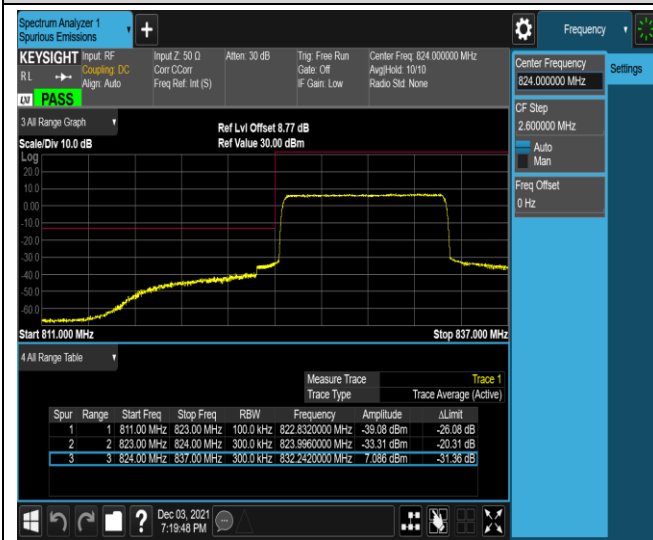 Spectrum Analyzer 1
Spurious Emissions
Frequency
KEYSIGHT
R L
LXI
PASS
Input: RF
Coupling: DC
Align: Auto
Input Z: 50 Ω
Corr CCorr
Freq Ref: Int (S)
Atten: 30 dB
Trig: Free Run
Gate: Off
IF Gain: Low
Center Freq: 824.000000 MHz
Avg|Hold: 10/10
Radio Std: None
Center Frequency
824.000000 MHz
Settings
CF Step
2.600000 MHz
Auto
Man
Freq Offset
0 Hz
3 All Range Graph
Scale/Div 10.0 dB
Ref Lvl Offset 8.77 dB
Ref Value 30.00 dBm
Log
20.0
10.0
0.00
-10.0
-20.0
-30.0
-40.0
-50.0
-60.0
Start 811.000 MHz
Stop 837.000 MHz
4 All Range Table
Measure Trace Trace 1
Trace Type Trace Average (Active)
Spur Range Start Freq Stop Freq RBW Frequency Amplitude ΔLimit
1 1 811.00 MHz 823.00 MHz 100.0 kHz 822.8320000 MHz -39.08 dBm -26.08 dB
2 2 823.00 MHz 824.00 MHz 300.0 kHz 823.9960000 MHz -33.31 dBm -20.31 dB
3 3 824.00 MHz 837.00 MHz 300.0 kHz 832.2420000 MHz 7.086 dBm -31.36 dB
Dec 03, 2021
7:19:48 PM